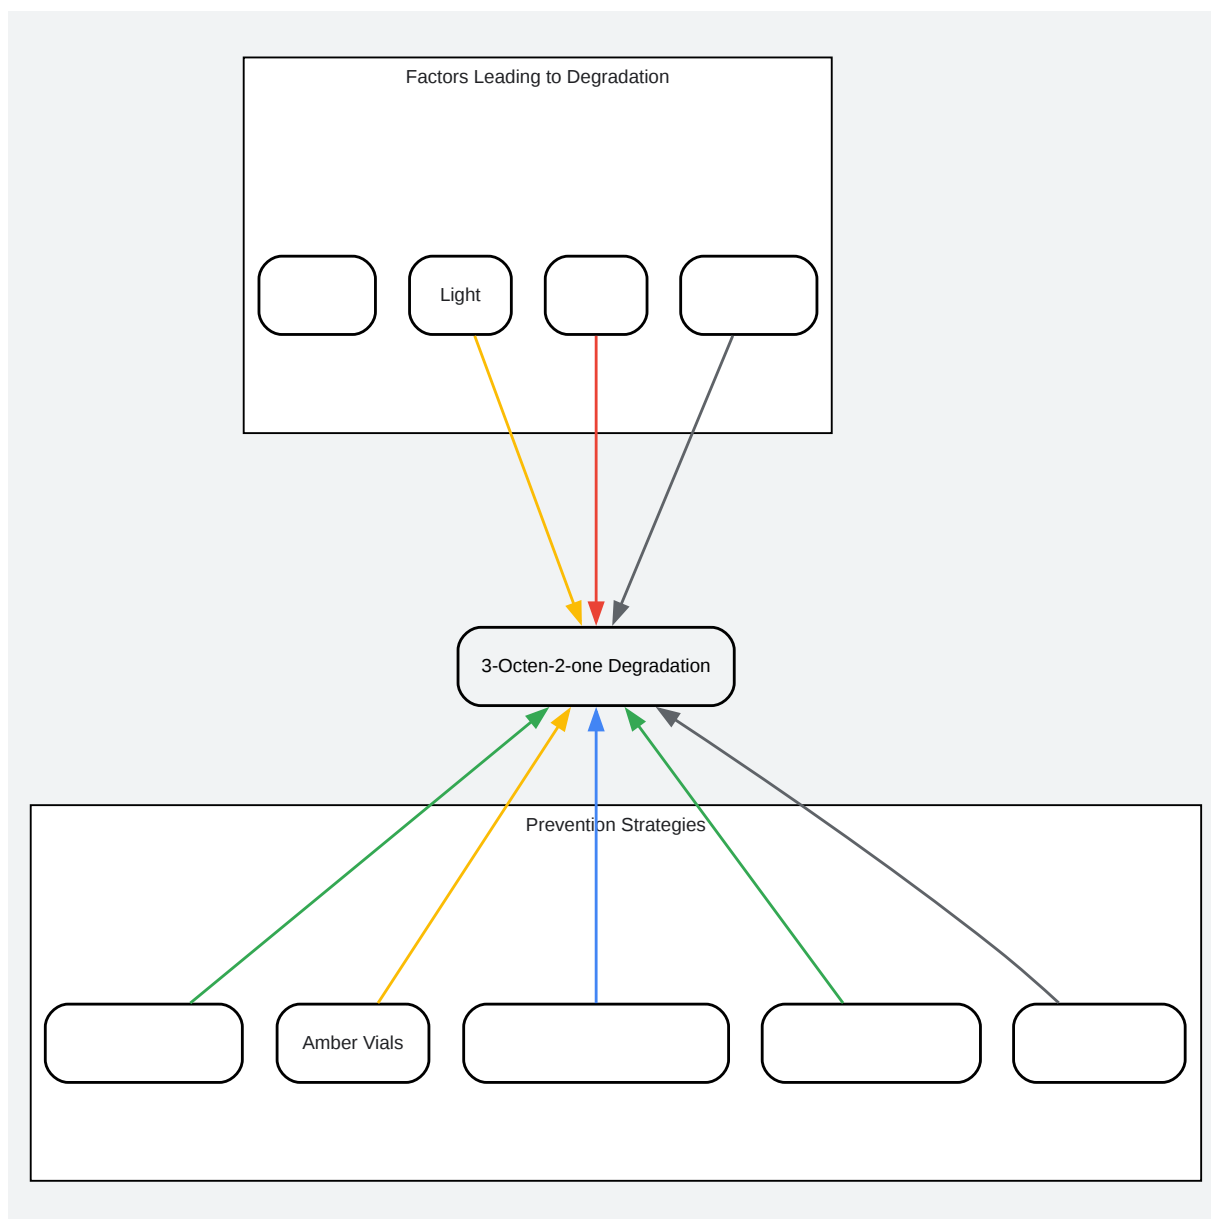 Factors Leading to Degradation
Light
3-Octen-2-one Degradation
Prevention Strategies
Amber Vials